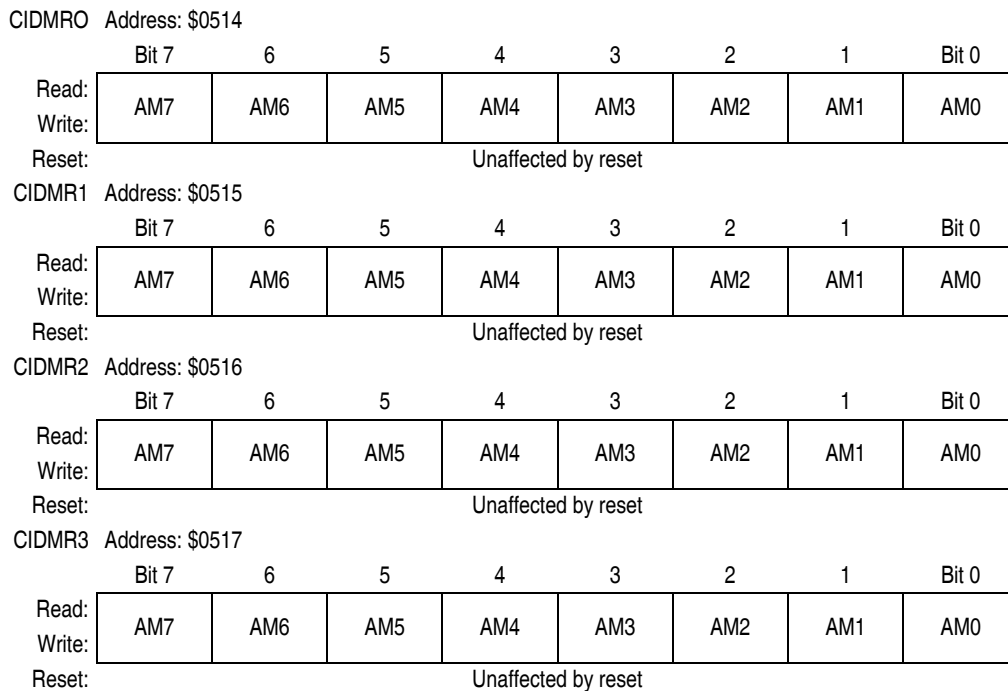 CIDMRO Address: $0514
Bit 7 6 5 4 3 2 1 Bit 0
Read:
Write:
AM7 AM6 AM5 AM4 AM3 AM2 AM1 AM0
Reset: Unaffected by reset
CIDMR1 Address: $0515
Bit 7 6 5 4 3 2 1 Bit 0
Read:
Write:
AM7 AM6 AM5 AM4 AM3 AM2 AM1 AM0
Reset: Unaffected by reset
CIDMR2 Address: $0516
Bit 7 6 5 4 3 2 1 Bit 0
Read:
Write:
AM7 AM6 AM5 AM4 AM3 AM2 AM1 AM0
Reset: Unaffected by reset
CIDMR3 Address: $0517
Bit 7 6 5 4 3 2 1 Bit 0
Read:
Write:
AM7 AM6 AM5 AM4 AM3 AM2 AM1 AM0
Reset: Unaffected by reset